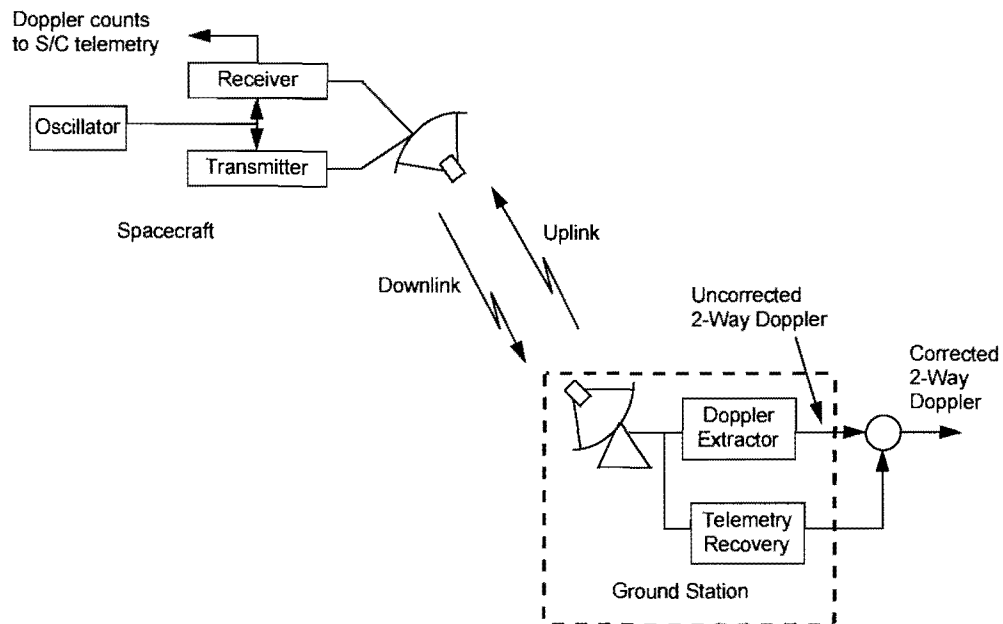 Doppler counts
to S/C telemetry
Receiver
Oscillator
Transmitter
Spacecraft
Uplink
Downlink
Uncorrected
2-Way Doppler
Corrected
2-Way
Doppler
Doppler
Extractor
Telemetry
Recovery
Ground Station